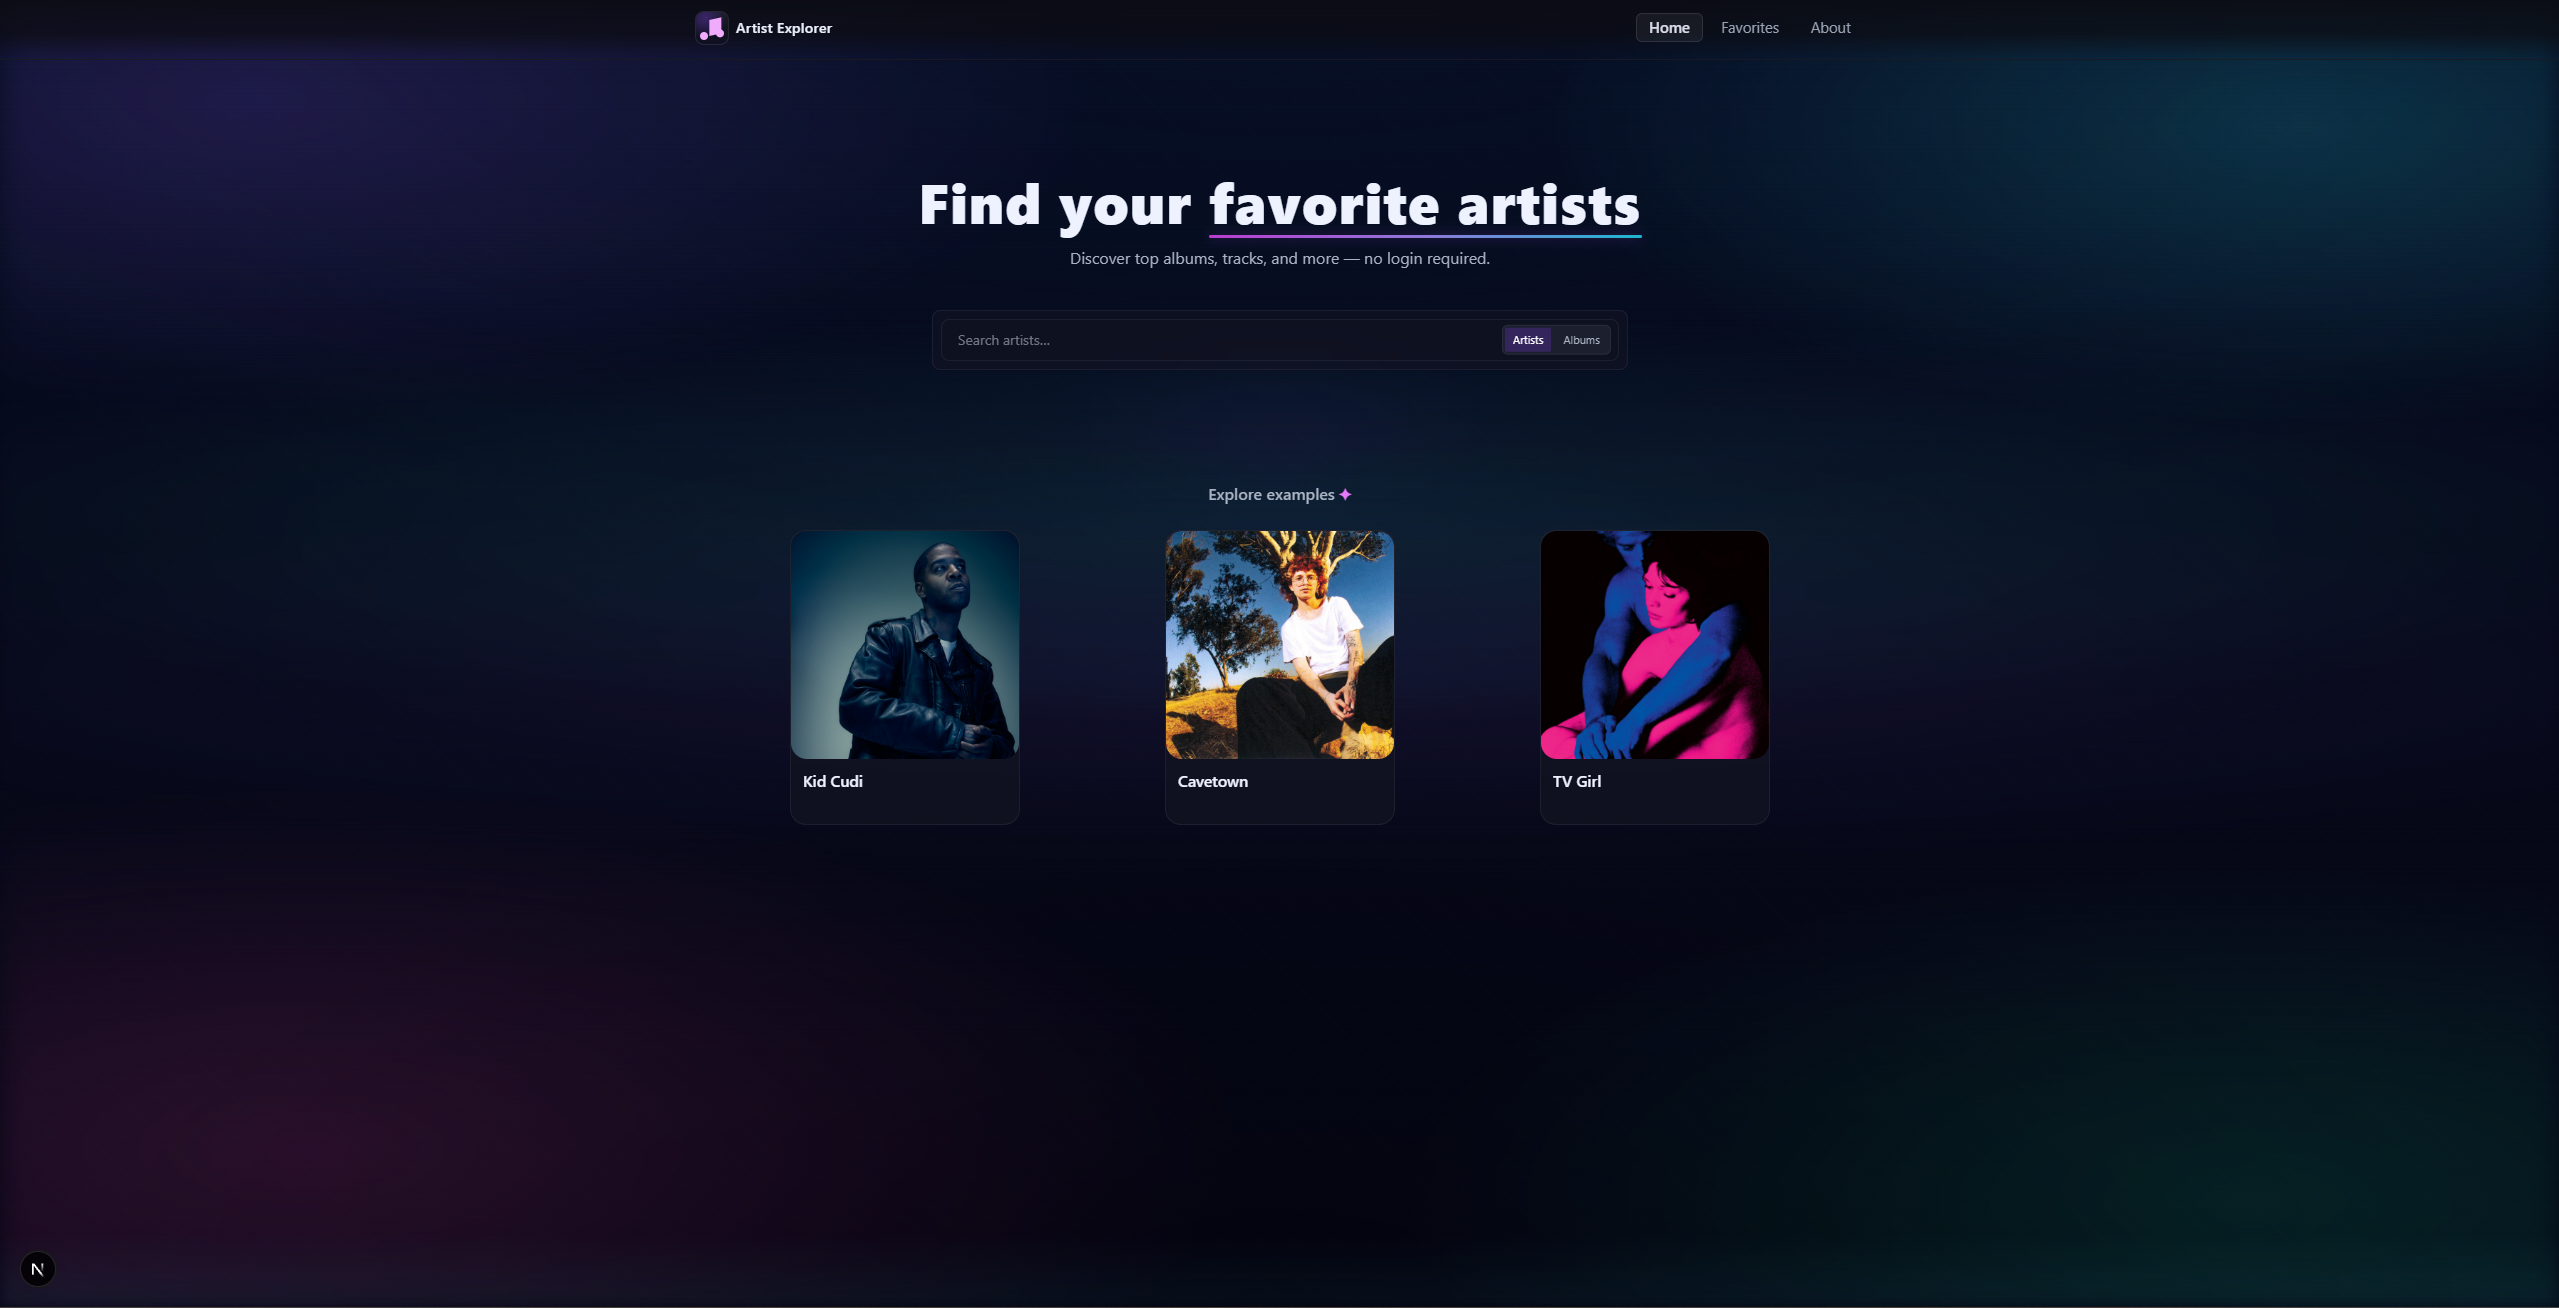 Artist Explorer
Home Favorites About
Find your favorite artists
Discover top albums, tracks, and more — no login required.
Search artists...
Artists Albums
Explore examples ✦
Kid Cudi
Cavetown
TV Girl
N